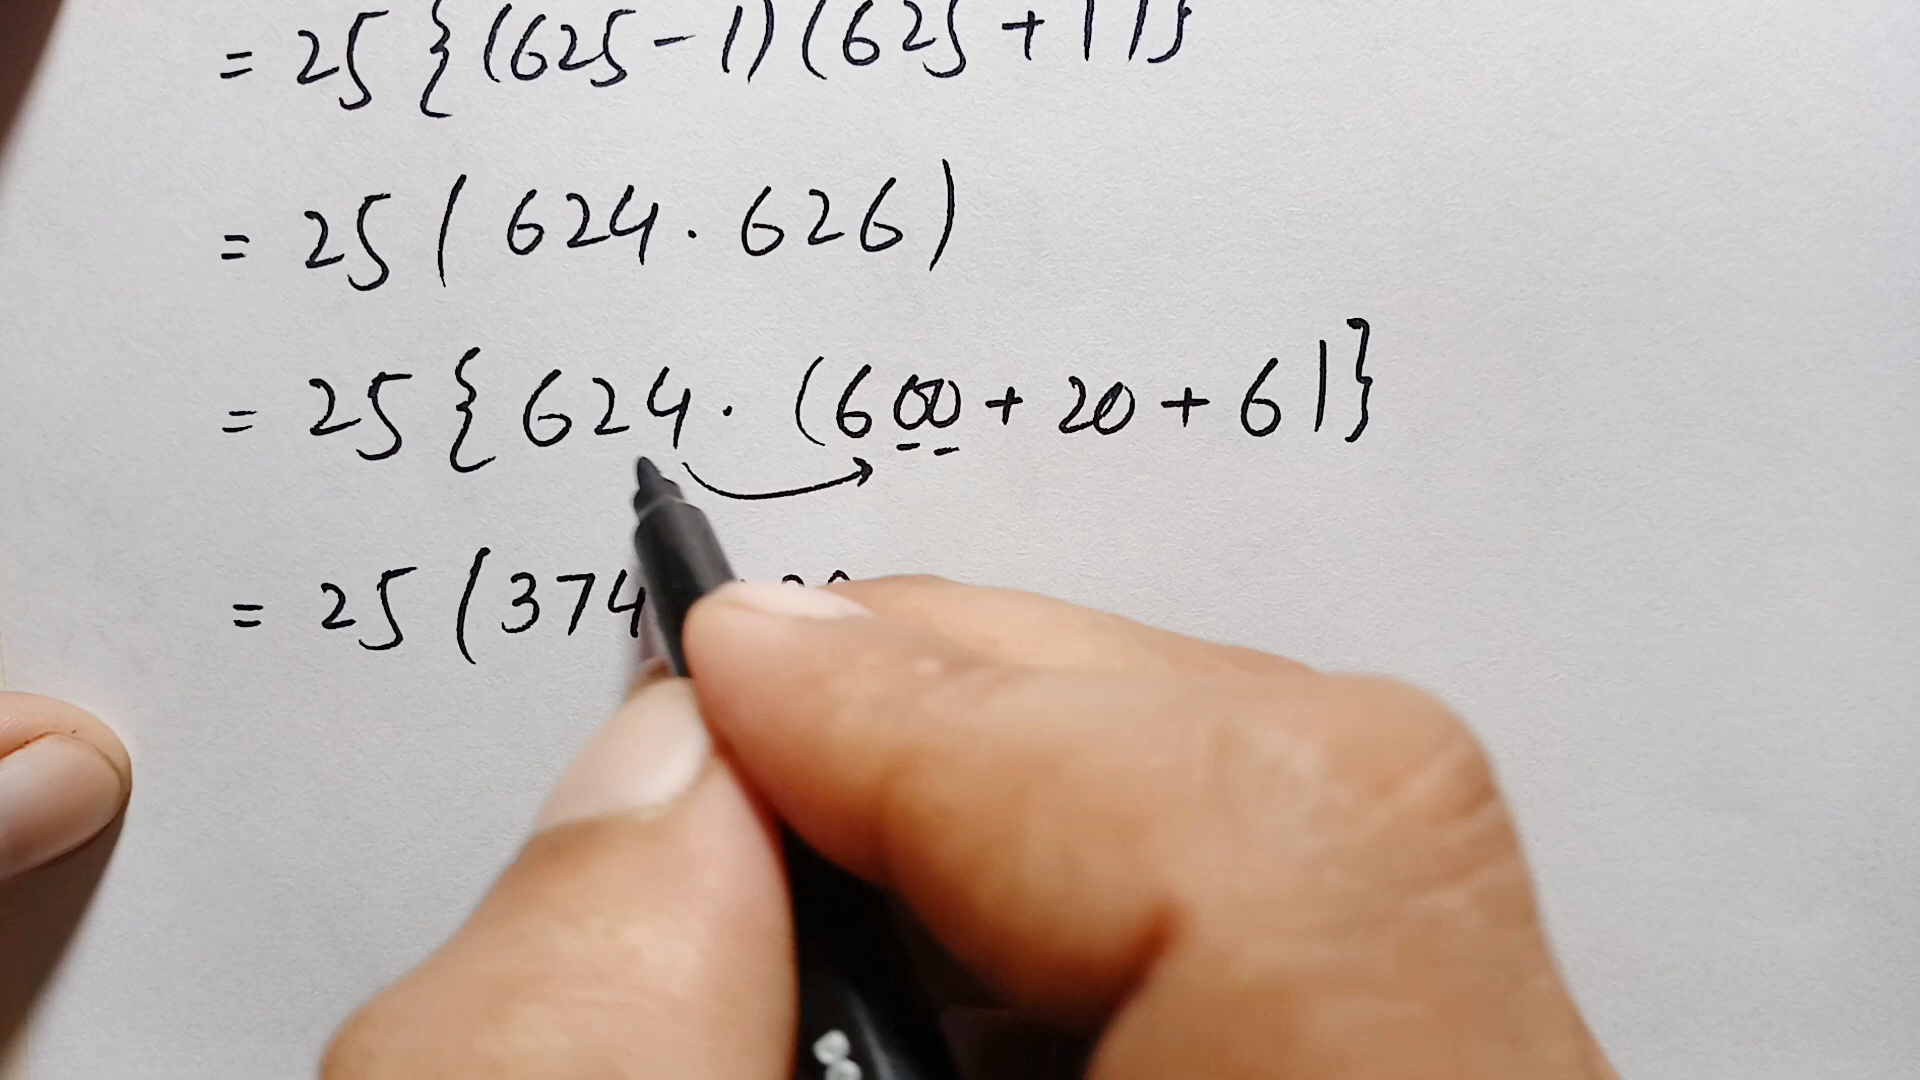 = 25 { (625 - 1) (625 + 1) }
= 25 ( 624 . 626 )
= 25 { 624 . (600 + 20 + 6) }
= 25 ( 374